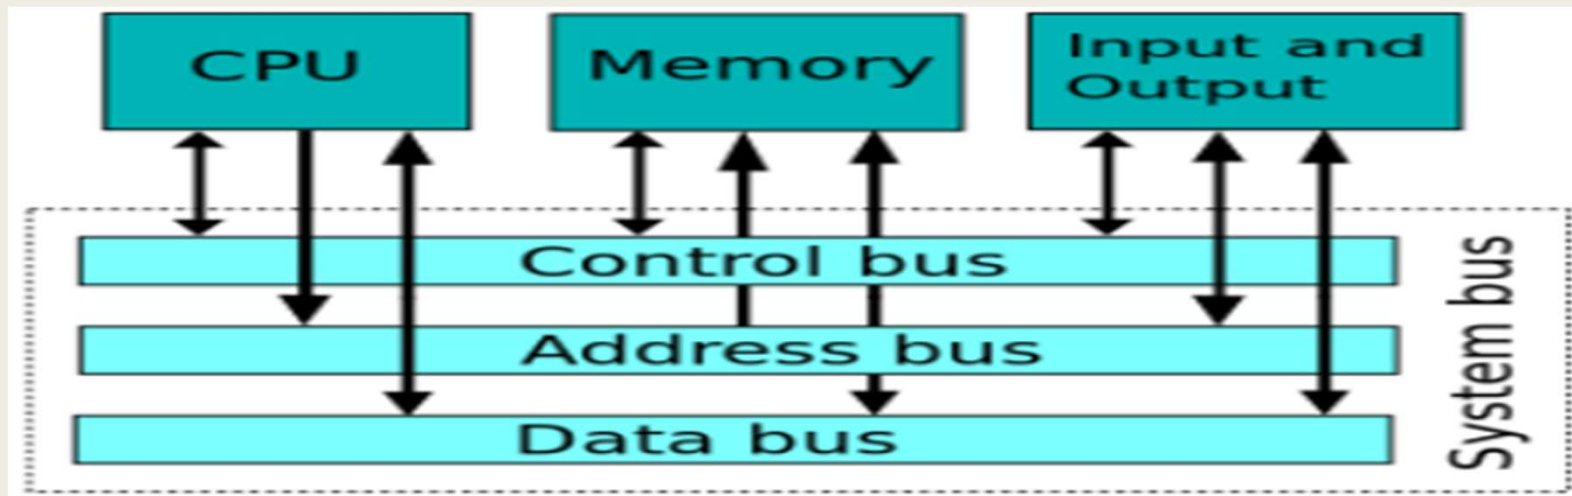 CPU
Memory
Input and
Output
Control bus
Address bus
Data bus
System bus